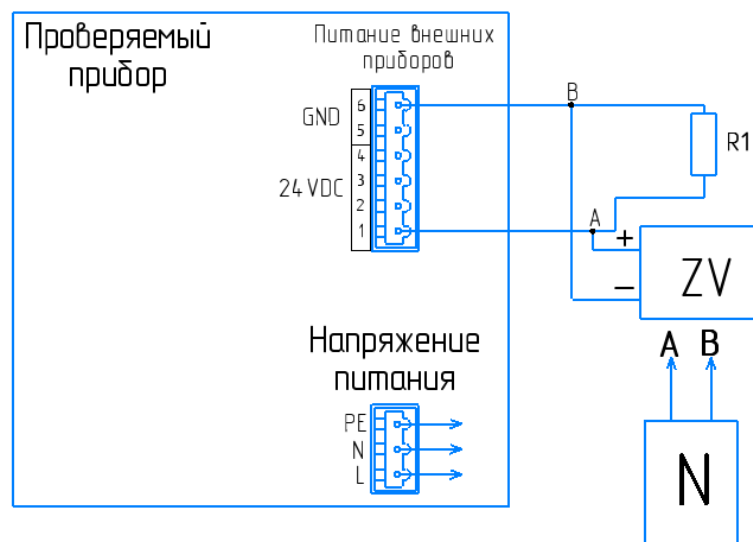 Проверяемый
прибор
Питание внешних
приборов
GND
6
5
4
3
2
1
24 VDC
B
R1
A
+
ZV
−
Напряжение
питания
A B
PE
N
L
N